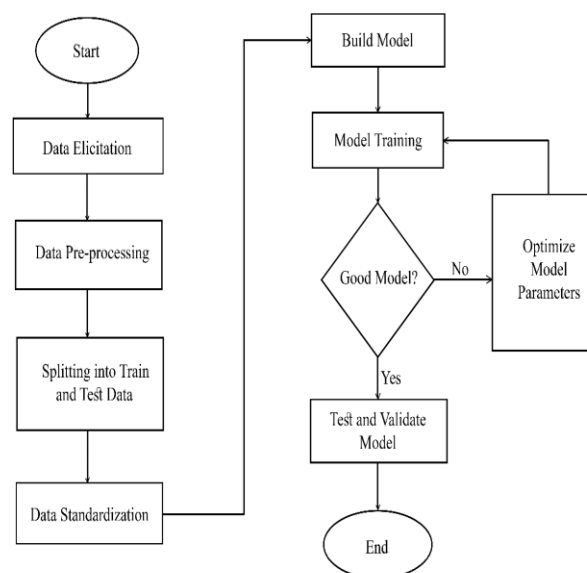 Start
Data Elicitation
Data Pre-processing
Splitting into Train
and Test Data
Data Standardization
Build Model
Model Training
Good Model?
No
Optimize
Model
Parameters
Yes
Test and Validate
Model
End